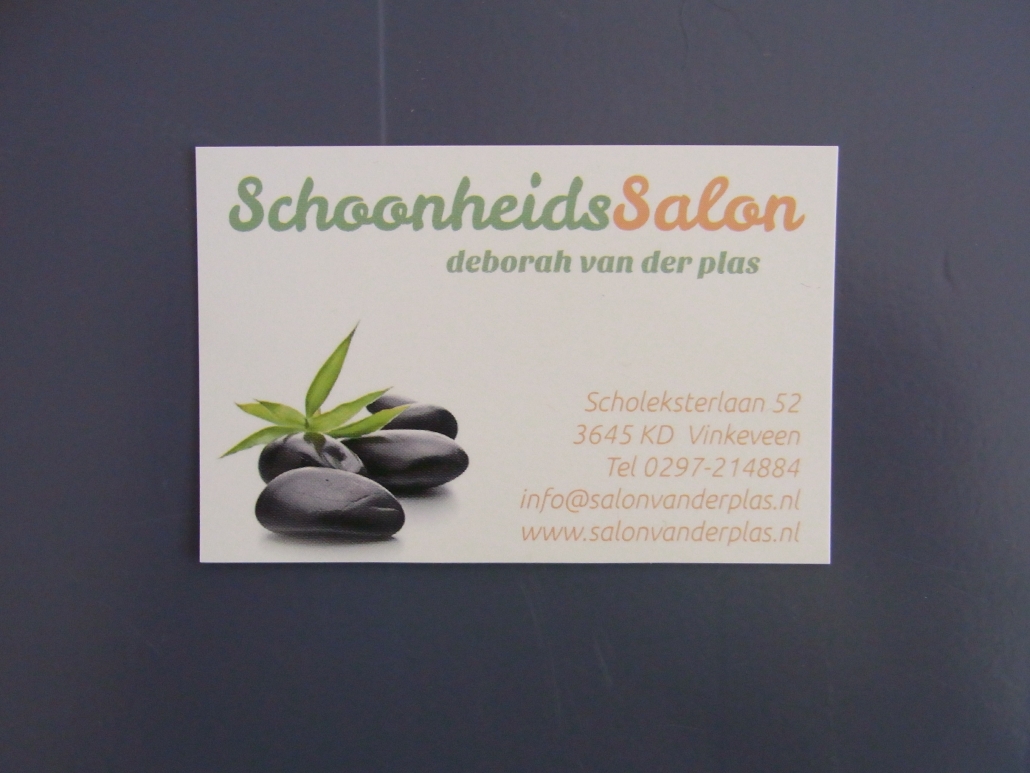 SchoonheidsSalon
deborah van der plas
Scholeksterlaan 52
3645 KD Vinkeveen
Tel 0297-214884
info@salonvanderplas.nl
www.salonvanderplas.nl